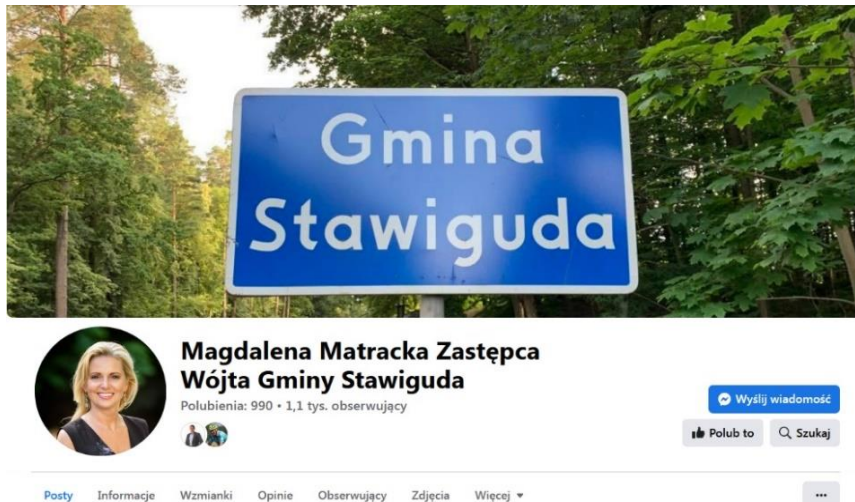 Gmina
Stawiguda
Magdalena Matracka Zastępca
Wójta Gminy Stawiguda
Polubienia: 990 • 1,1 tys. obserwujący
Wyślij wiadomość
Polub to
Szukaj
Posty Informacje Wzmianki Opinie Obserwujący Zdjęcia Więcej